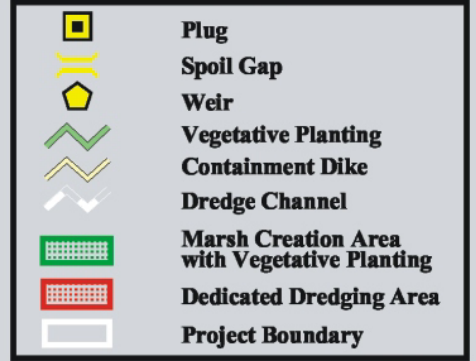 Plug
Spoil Gap
Weir
Vegetative Planting
Containment Dike
Dredge Channel
Marsh Creation Area
with Vegetative Planting
Dedicated Dredging Area
Project Boundary